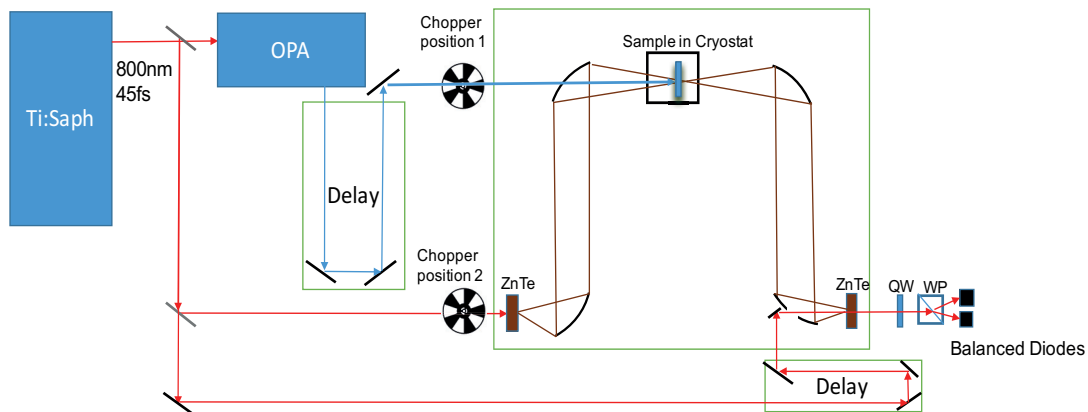 Ti:Saph
800nm
45fs
OPA
Delay
Chopper
position 1
Sample in Cryostat
Chopper
position 2
ZnTe
ZnTe
QW
WP
Balanced Diodes
Delay